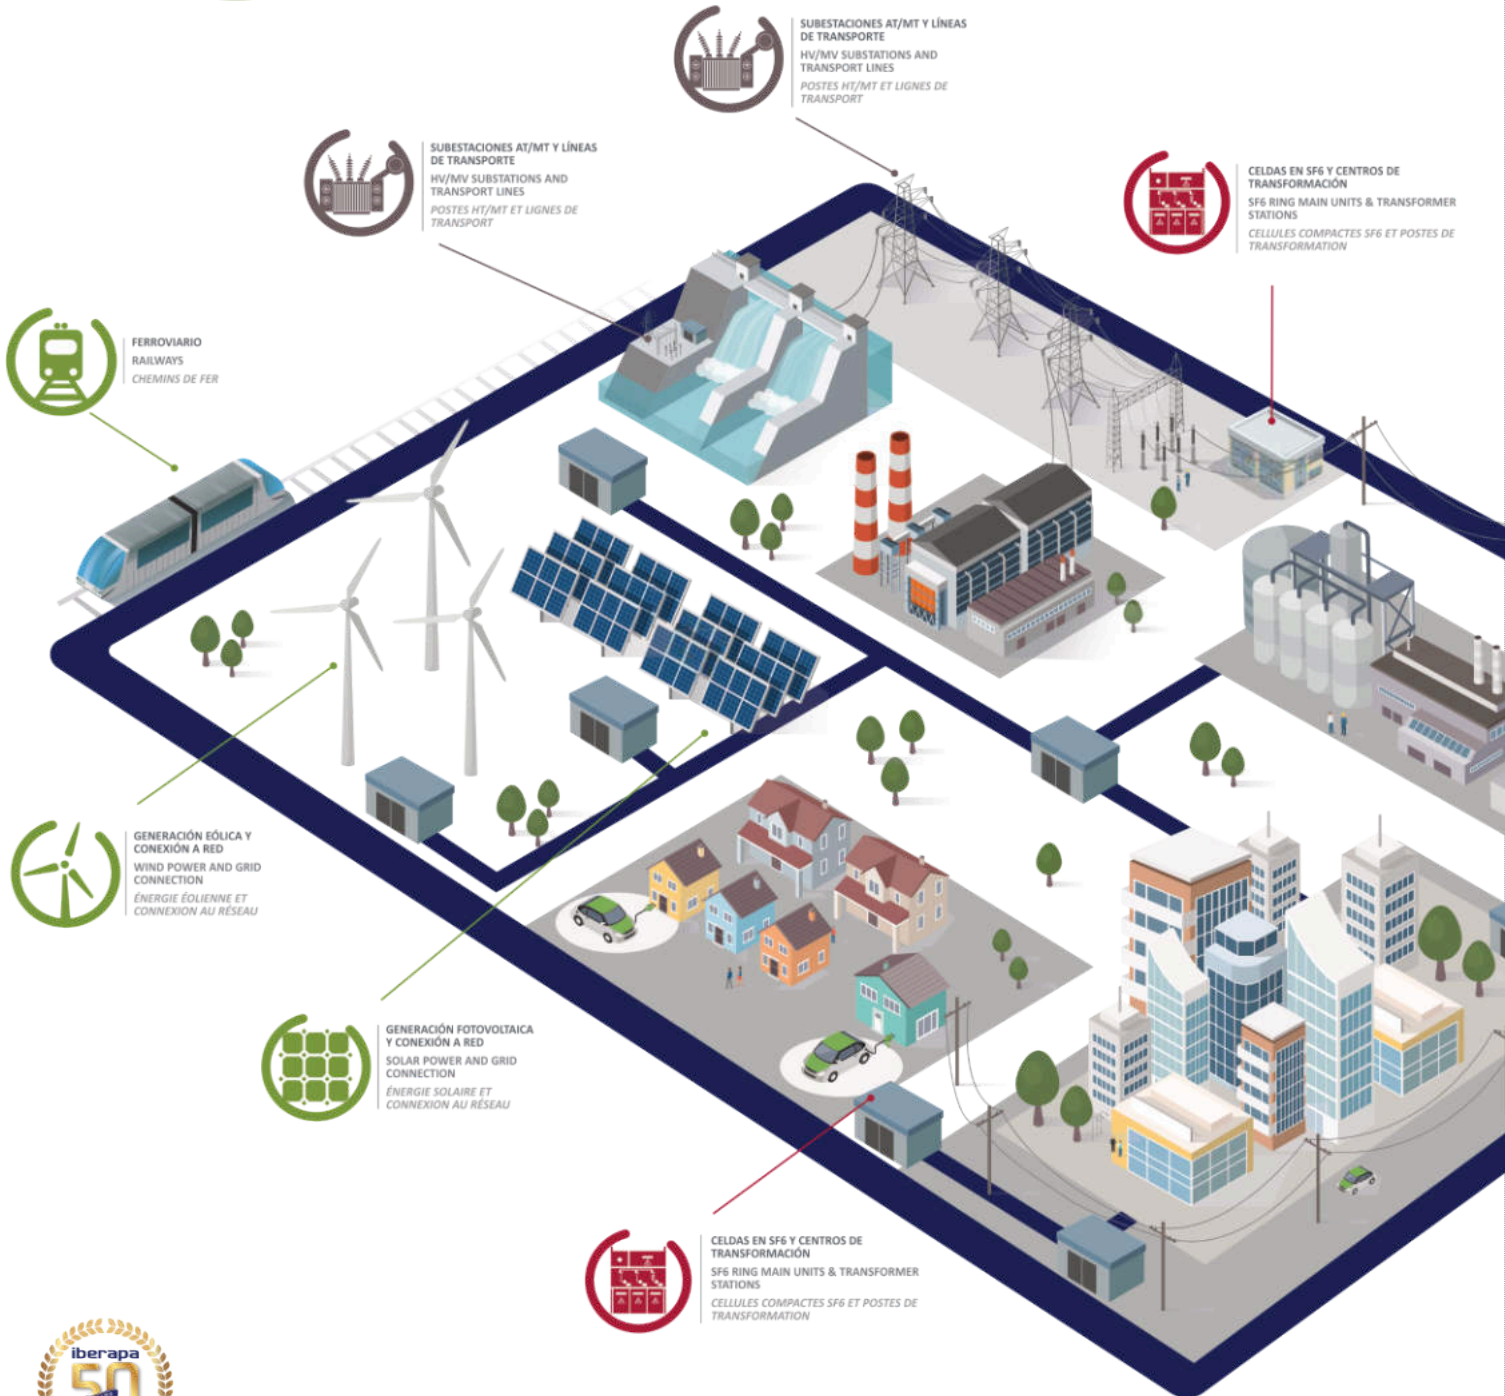 SUBESTACIONES AT/MT Y LÍNEAS
DE TRANSPORTE
HV/MV SUBSTATIONS AND
TRANSPORT LINES
POSTES HT/MT ET LIGNES DE
TRANSPORT
SUBESTACIONES AT/MT Y LÍNEAS
DE TRANSPORTE
HV/MV SUBSTATIONS AND
TRANSPORT LINES
POSTES HT/MT ET LIGNES DE
TRANSPORT
CELDAS EN SF6 Y CENTROS DE
TRANSFORMACIÓN
SF6 RING MAIN UNITS & TRANSFORMER
STATIONS
CELLULES COMPACTES SF6 ET POSTES DE
TRANSFORMATION
FERROVIARIO
RAILWAYS
CHEMINS DE FER
GENERACIÓN EÓLICA Y
CONEXIÓN A RED
WIND POWER AND GRID
CONNECTION
ÉNERGIE ÉOLIENNE ET
CONNEXION AU RÉSEAU
GENERACIÓN FOTOVOLTAICA
Y CONEXIÓN A RED
SOLAR POWER AND GRID
CONNECTION
ÉNERGIE SOLAIRE ET
CONNEXION AU RÉSEAU
CELDAS EN SF6 Y CENTROS DE
TRANSFORMACIÓN
SF6 RING MAIN UNITS & TRANSFORMER
STATIONS
CELLULES COMPACTES SF6 ET POSTES DE
TRANSFORMATION
iberapa
50